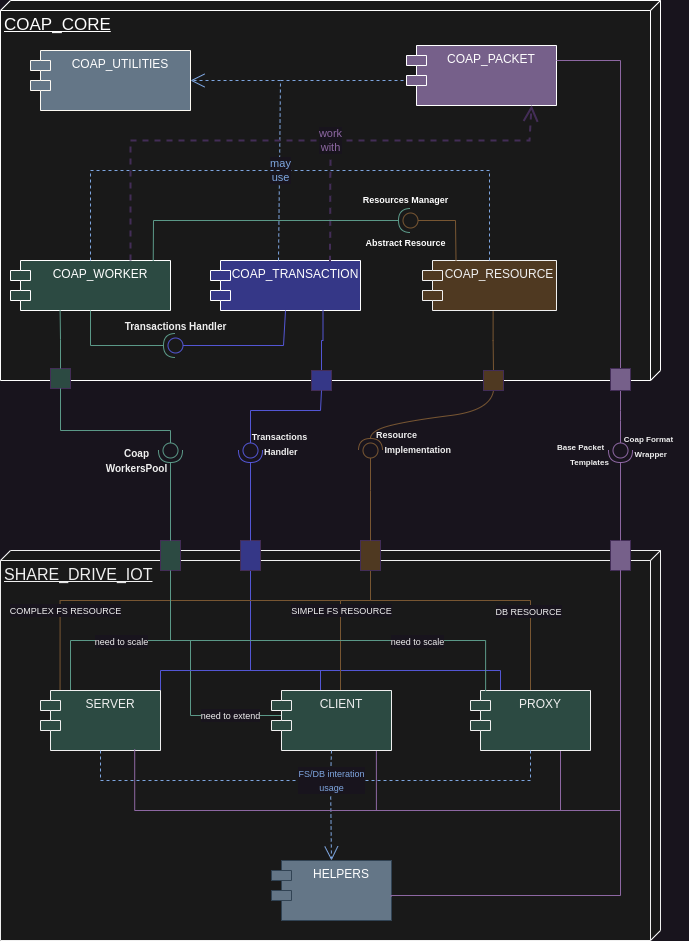 COAP_CORE
COAP_UTILITIES
COAP_PACKET
work
with
may
use
Resources Manager
Abstract Resource
COAP_WORKER
COAP_TRANSACTION
COAP_RESOURCE
Transactions Handler
Coap
WorkersPool
Transactions
Handler
Resource
Implementation
Base Packet
Templates
Coap Format
Wrapper
SHARE_DRIVE_IOT
COMPLEX FS RESOURCE
SIMPLE FS RESOURCE
DB RESOURCE
need to scale
need to scale
SERVER
CLIENT
PROXY
need to extend
FS/DB interation
usage
HELPERS